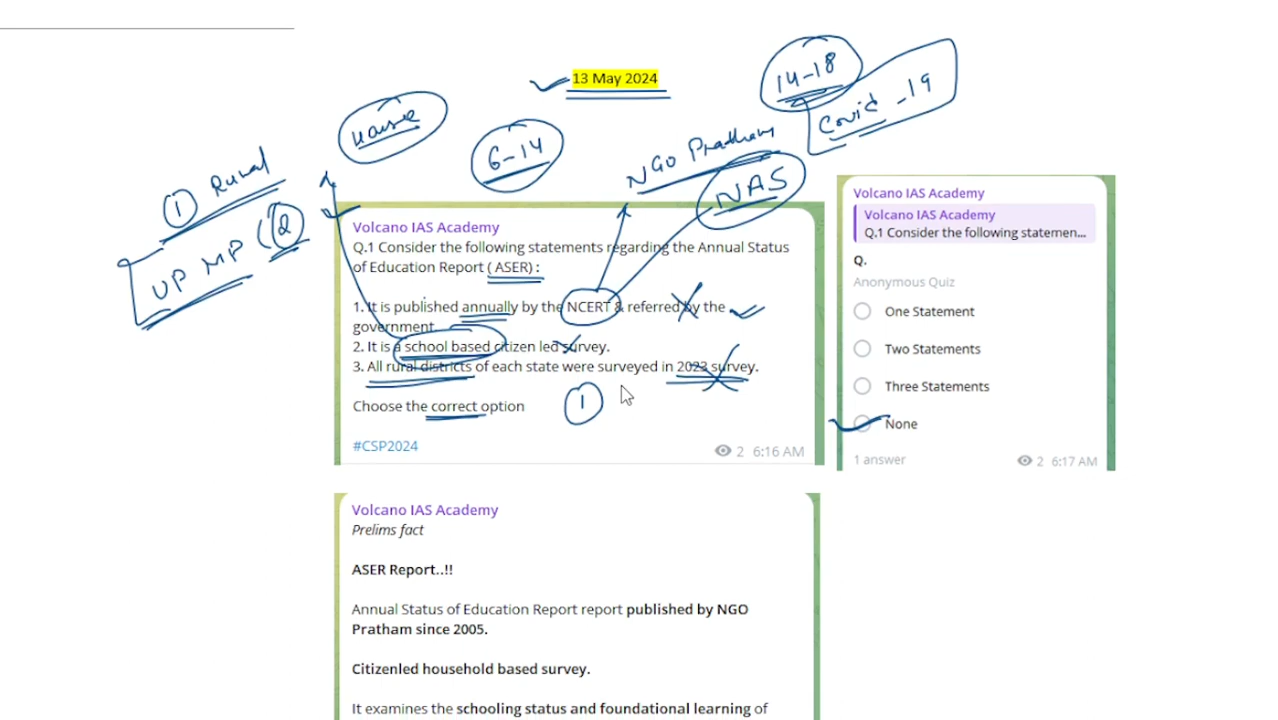 13 May 2024
14-18
Covid-19
House
6-14
NGO Pratham
NAS
① Rural
UP MP (2)
Volcano IAS Academy
Q.1 Consider the following statements regarding the Annual Status
of Education Report ( ASER) :
1. It is published annually by the NCERT & referred by the
government
2. It is a school based citizen led survey.
3. All rural districts of each state were surveyed in 2023 survey.
Choose the correct option
①
#CSP2024
2 6:16 AM
Volcano IAS Academy
Volcano IAS Academy
Q.1 Consider the following statemen...
Q.
Anonymous Quiz
One Statement
Two Statements
Three Statements
None
1 answer
2 6:17 AM
Volcano IAS Academy
Prelims fact
ASER Report..!!
Annual Status of Education Report report published by NGO
Pratham since 2005.
Citizenled household based survey.
It examines the schooling status and foundational learning of